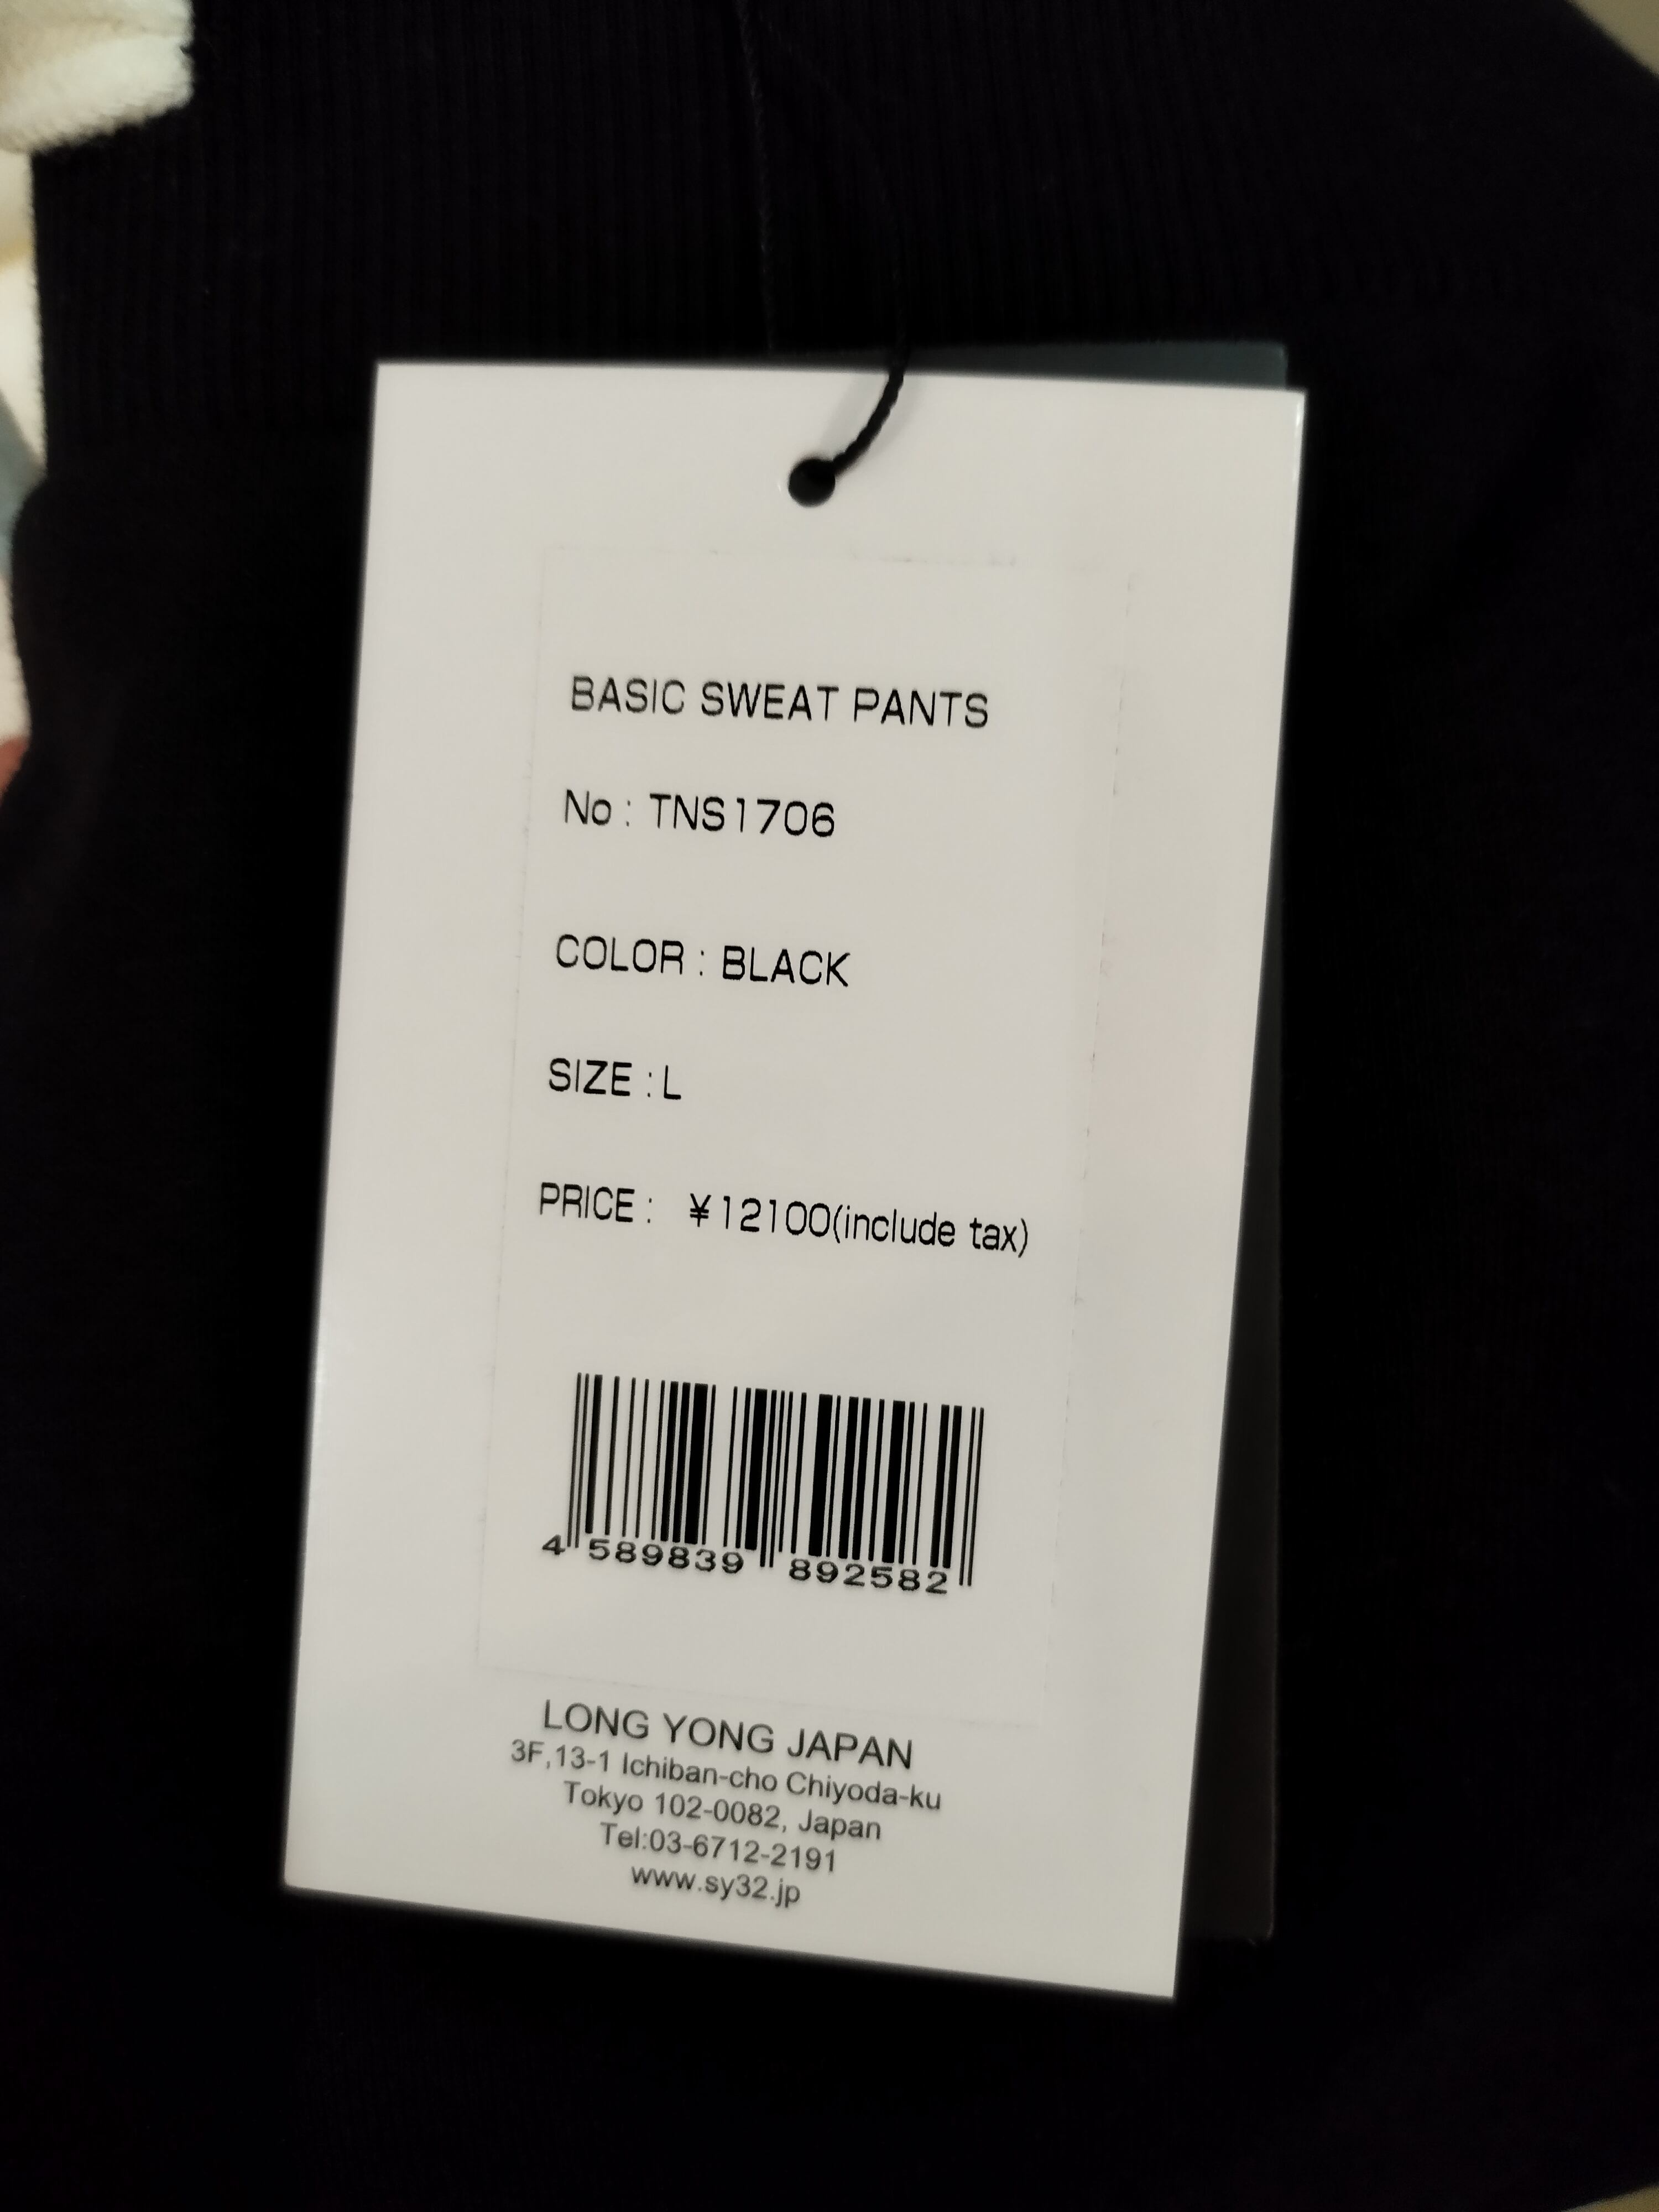 BASIC SWEAT PANTS
No : TNS1706
COLOR : BLACK
SIZE : L
PRICE : ¥12100(include tax)
4 589839 892582
LONG YONG JAPAN
3F,13-1 Ichiban-cho Chiyoda-ku
Tokyo 102-0082, Japan
Tel:03-6712-2191
www.sy32.jp